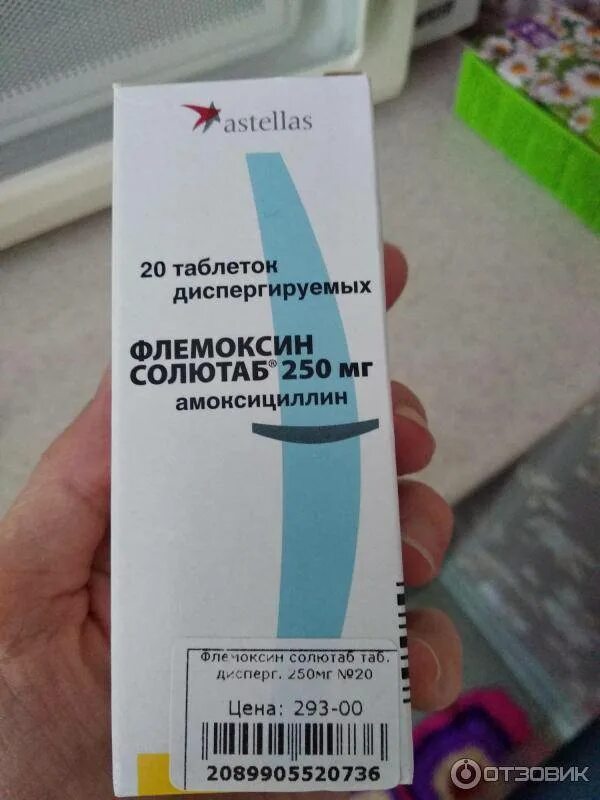 astellas
20 таблеток
диспергируемых
ФЛЕМОКСИН
СОЛЮТАБ® 250 мг
амоксициллин
Флемоксин солютаб таб.
дисперг. 250мг №20
Цена: 293-00
2089905520736
ОТЗОВИК